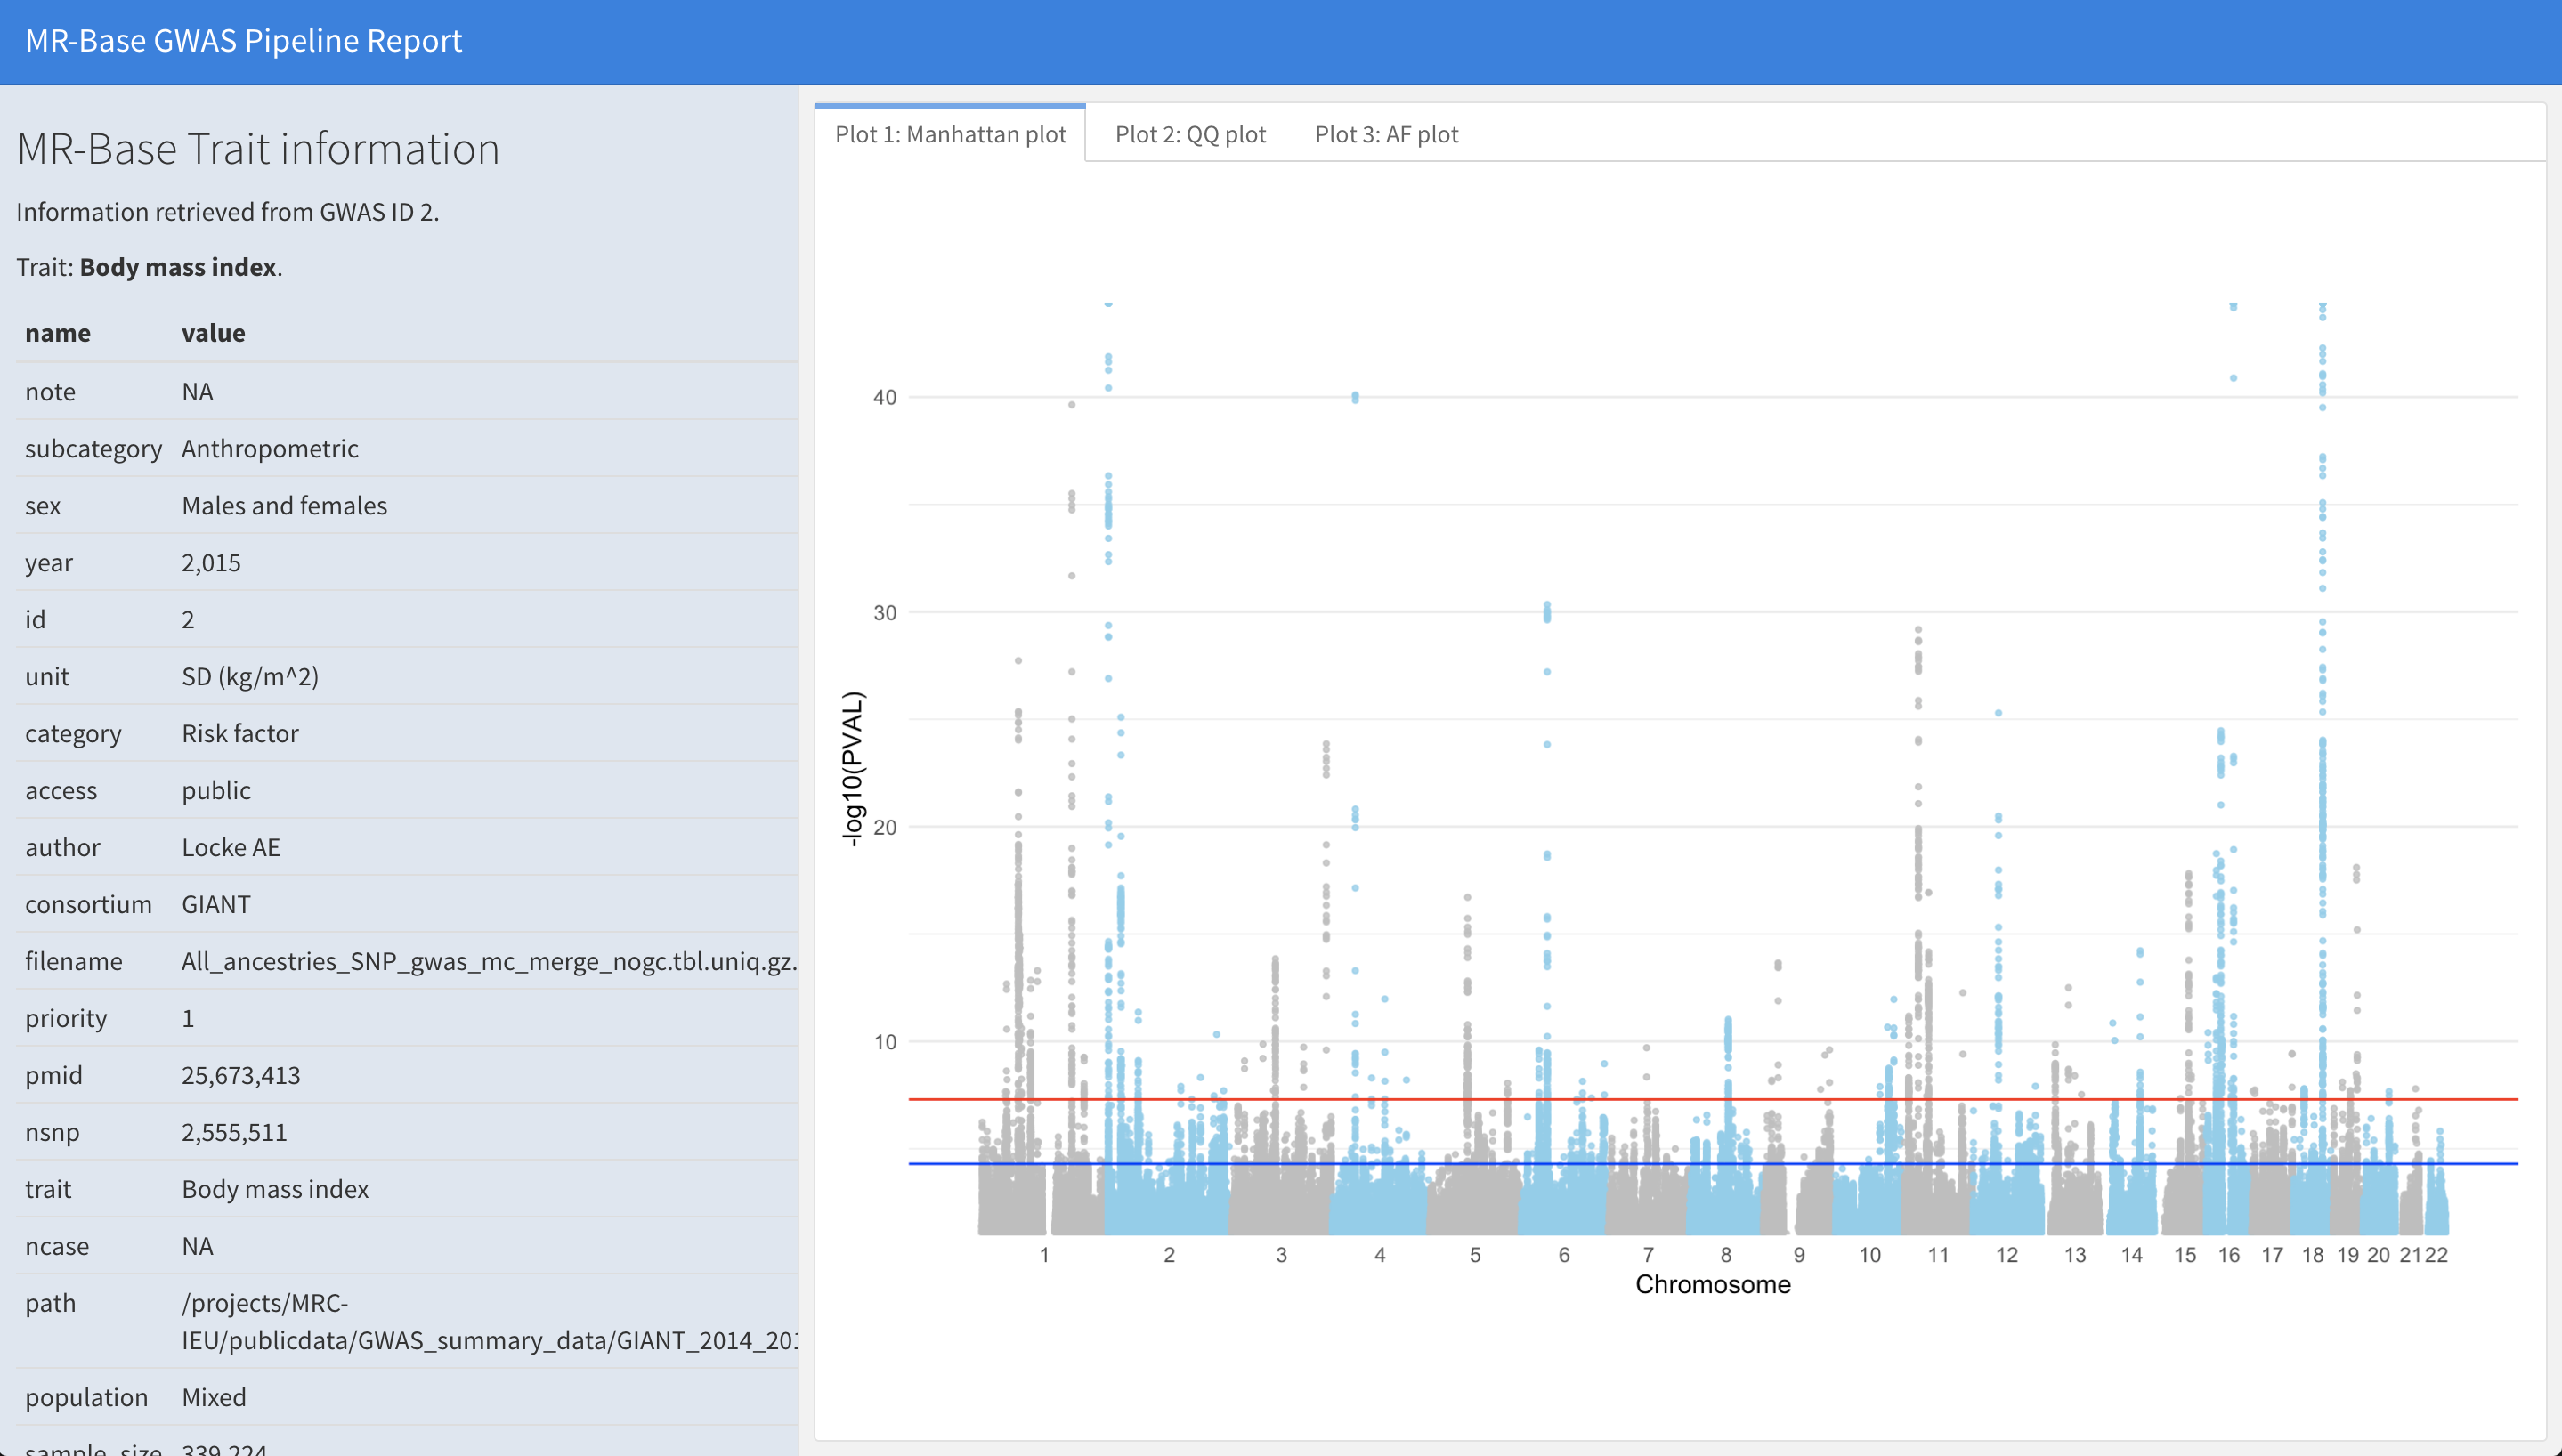 MR-Base GWAS Pipeline Report
MR-Base Trait information
Information retrieved from GWAS ID 2.
Trait: Body mass index.
name value
note NA
subcategory Anthropometric
sex Males and females
year 2,015
id 2
unit SD (kg/m^2)
category Risk factor
access public
author Locke AE
consortium GIANT
filename All_ancestries_SNP_gwas_mc_merge_nogc.tbl.uniq.gz.
priority 1
pmid 25,673,413
nsnp 2,555,511
trait Body mass index
ncase NA
path /projects/MRC-
IEU/publicdata/GWAS_summary_data/GIANT_2014_201
population Mixed
sample_size 339,224
Plot 1: Manhattan plot Plot 2: QQ plot Plot 3: AF plot
40
30
20
10
-log10(PVAL)
1 2 3 4 5 6 7 8 9 10 11 12 13 14 15 16 17 18 19 20 21 22
Chromosome